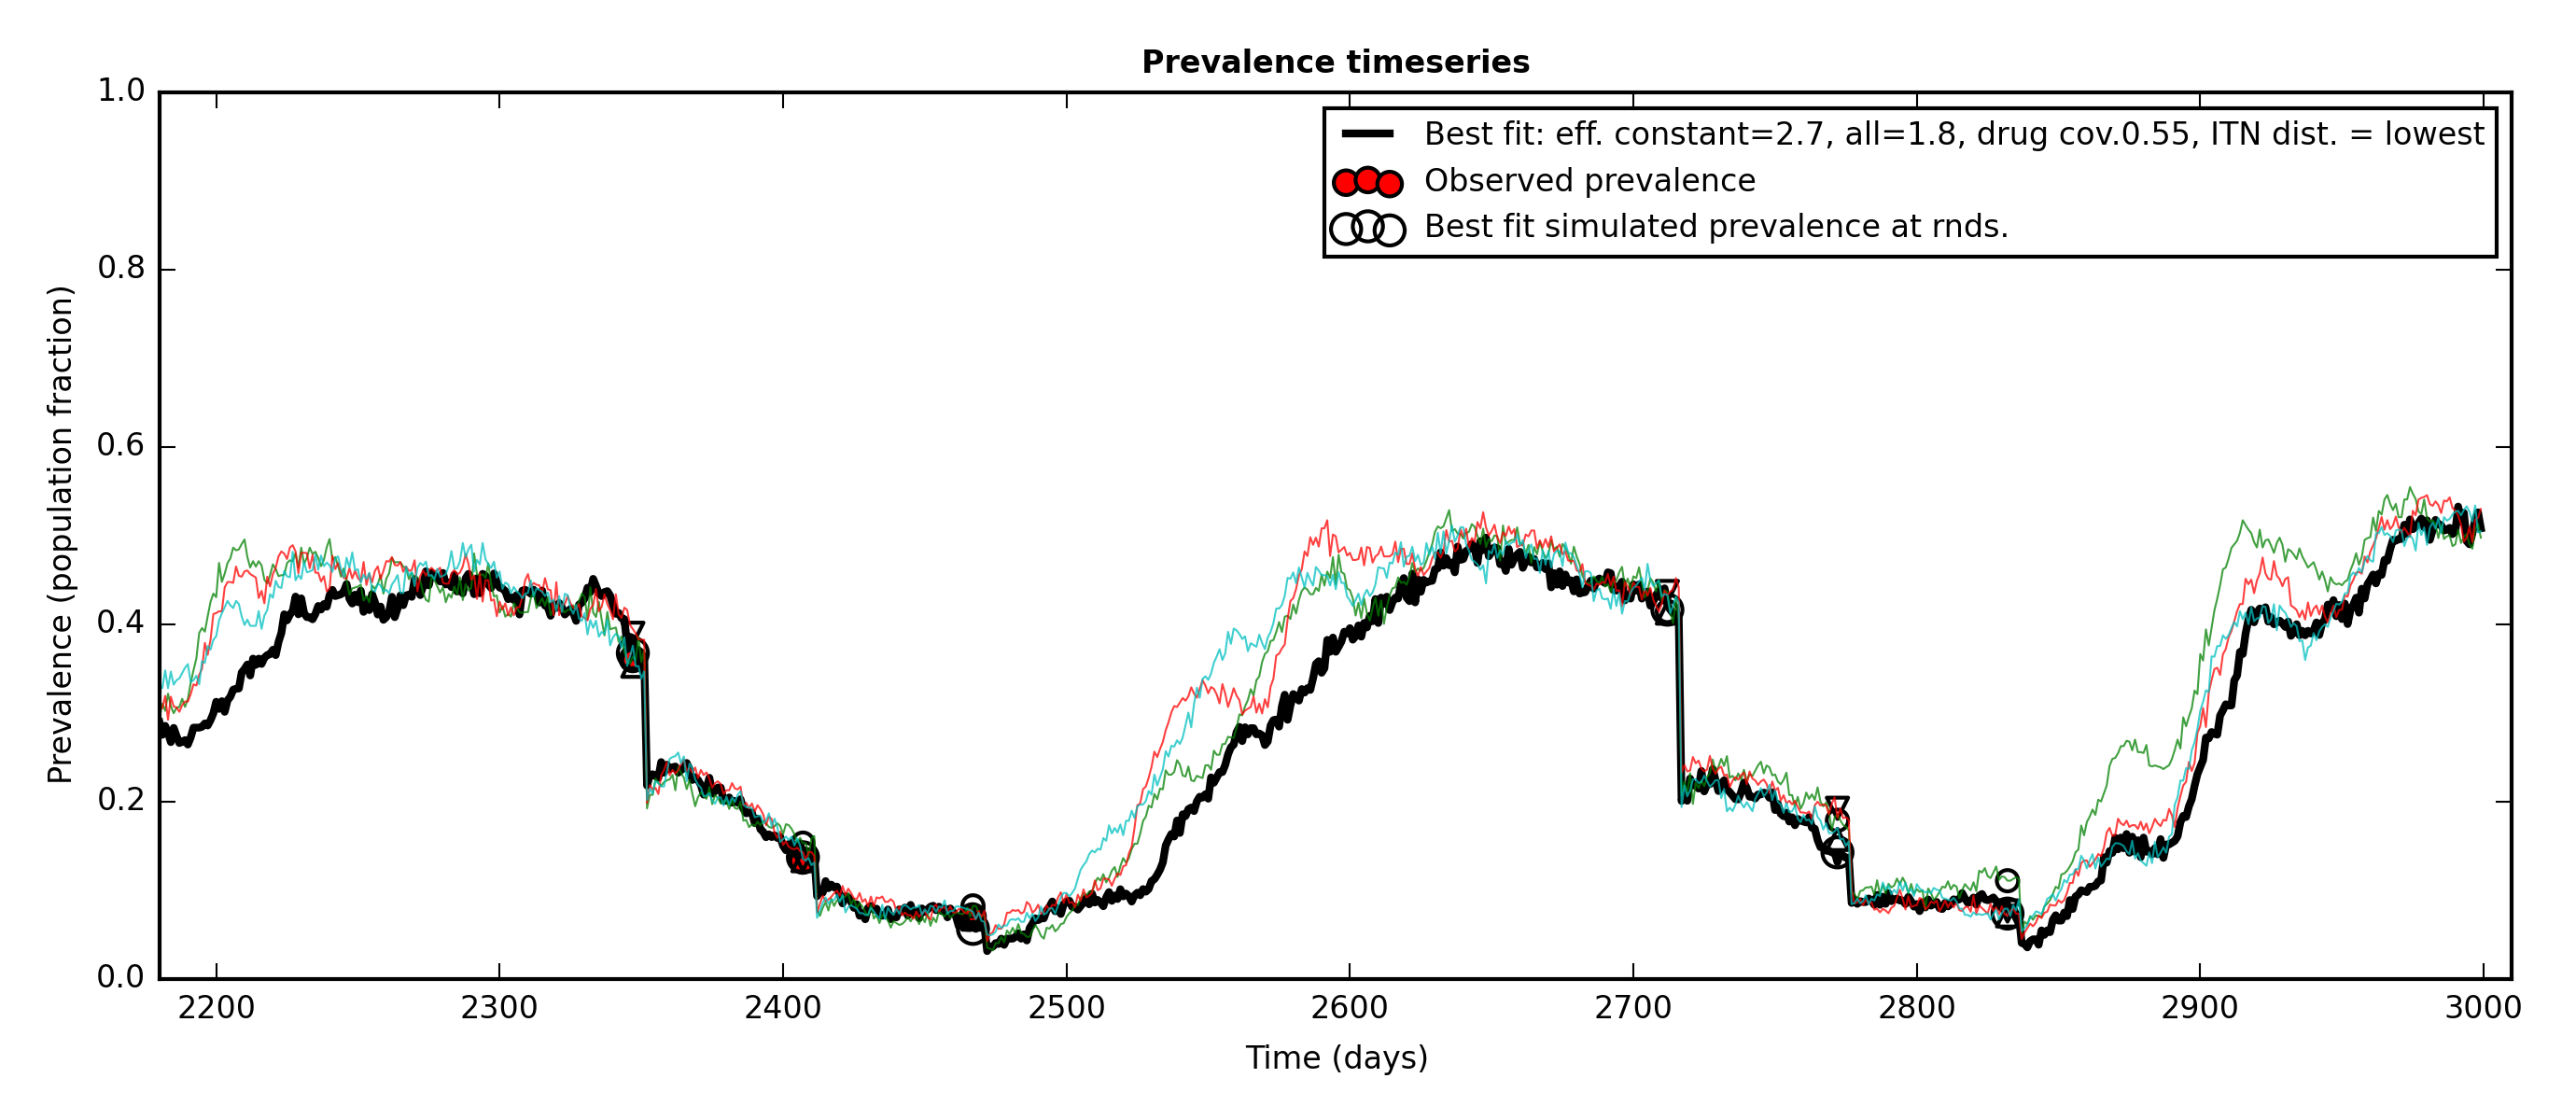 Prevalence timeseries
1.0
0.8
0.6
0.4
0.2
0.0
Prevalence (population fraction)
Best fit: eff. constant=2.7, all=1.8, drug cov.0.55, ITN dist. = lowest
Observed prevalence
Best fit simulated prevalence at rnds.
2200 2300 2400 2500 2600 2700 2800 2900 3000
Time (days)